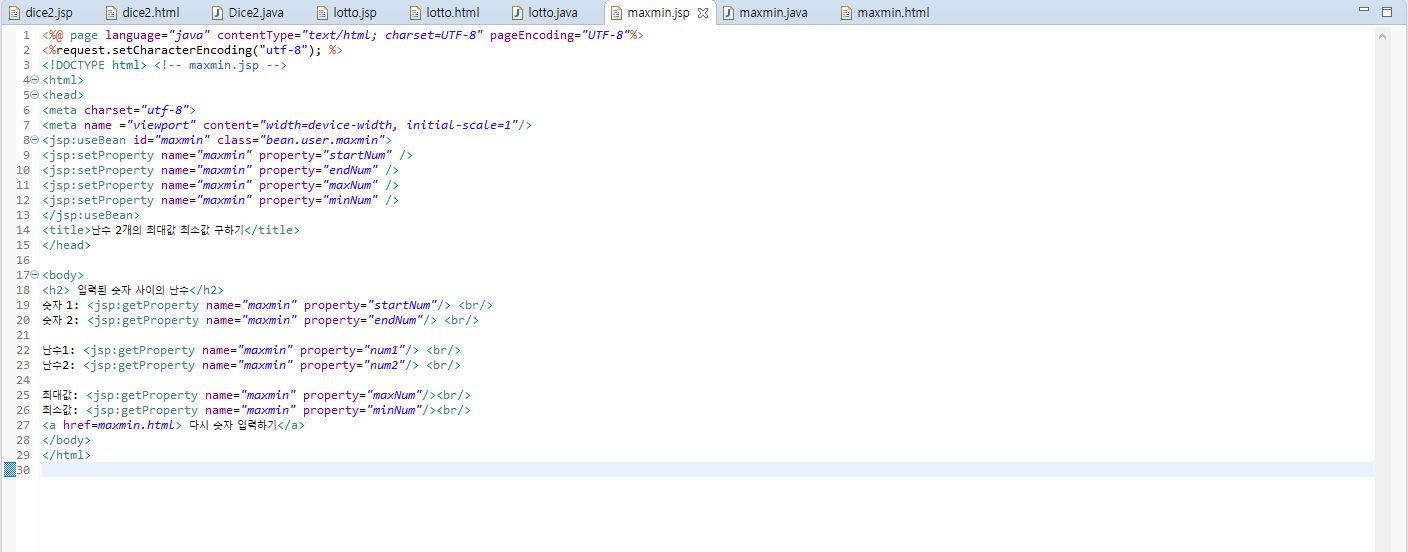 dice2.jsp dice2.html Dice2.java lotto.jsp lotto.html lotto.java maxmin.jsp maxmin.java maxmin.html
1 <%@ page language="java" contentType="text/html; charset=UTF-8" pageEncoding="UTF-8"%>
2 <%request.setCharacterEncoding("utf-8"); %>
3 <!DOCTYPE html> <!-- maxmin.jsp -->
4 <html>
5 <head>
6 <meta charset="utf-8">
7 <meta name ="viewport" content="width=device-width, initial-scale=1"/>
8 <jsp:useBean id="maxmin" class="bean.user.maxmin">
9 <jsp:setProperty name="maxmin" property="startNum" />
10 <jsp:setProperty name="maxmin" property="endNum" />
11 <jsp:setProperty name="maxmin" property="maxNum" />
12 <jsp:setProperty name="maxmin" property="minNum" />
13 </jsp:useBean>
14 <title>난수 2개의 최대값 최소값 구하기</title>
15 </head>
16
17 <body>
18 <h2> 입력된 숫자 사이의 난수</h2>
19 숫자 1: <jsp:getProperty name="maxmin" property="startNum"/> <br/>
20 숫자 2: <jsp:getProperty name="maxmin" property="endNum"/> <br/>
21
22 난수1: <jsp:getProperty name="maxmin" property="num1"/> <br/>
23 난수2: <jsp:getProperty name="maxmin" property="num2"/> <br/>
24
25 최대값: <jsp:getProperty name="maxmin" property="maxNum"/><br/>
26 최소값: <jsp:getProperty name="maxmin" property="minNum"/><br/>
27 <a href=maxmin.html> 다시 숫자 입력하기</a>
28 </body>
29 </html>
30